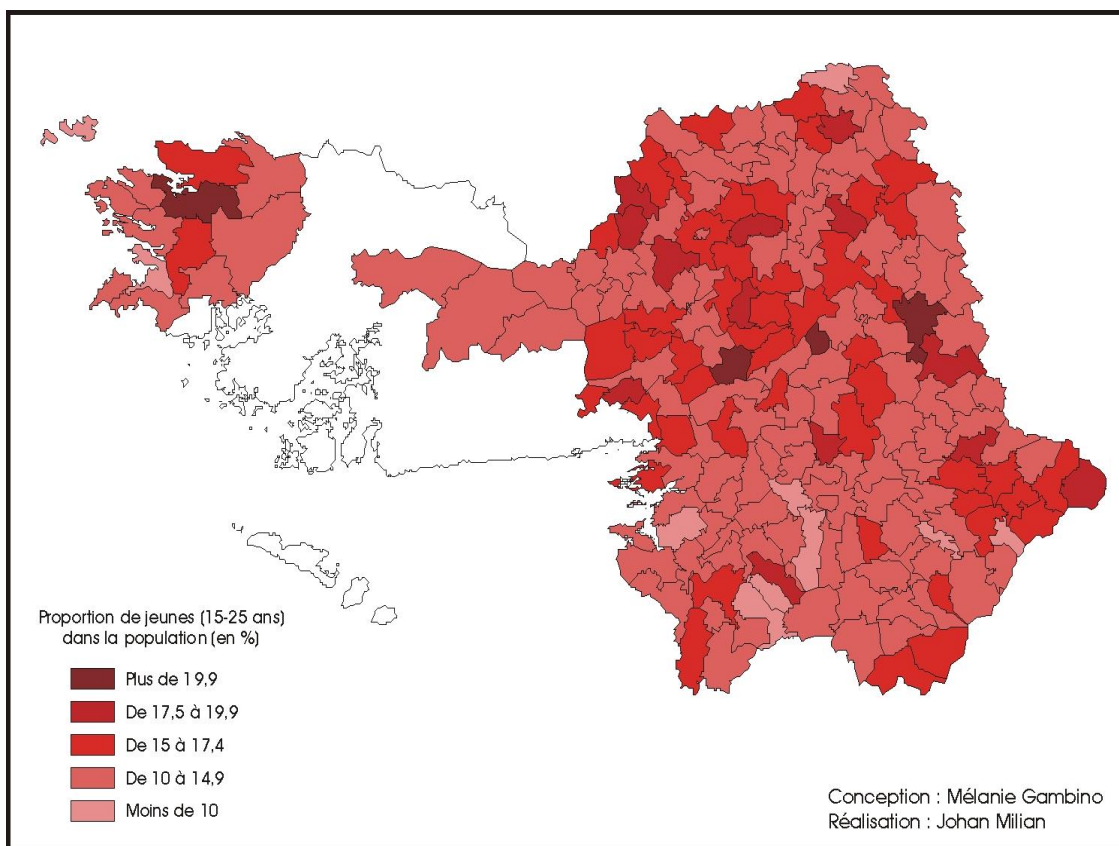 Proportion de jeunes (15-25 ans)
dans la population (en %)
Plus de 19,9
De 17,5 à 19,9
De 15 à 17,4
De 10 à 14,9
Moins de 10
Conception : Mélanie Gambino
Réalisation : Johan Milian